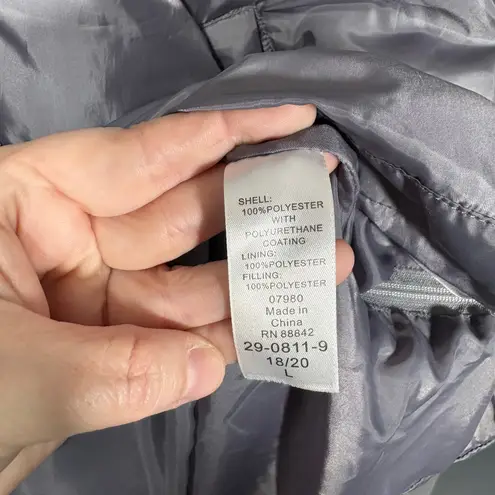 SHELL:
100%POLYESTER
WITH
POLYURETHANE
COATING
LINING:
100%POLYESTER
FILLING:
100%POLYESTER
07980
Made in
China
RN 88842
29-0811-9
18/20
L